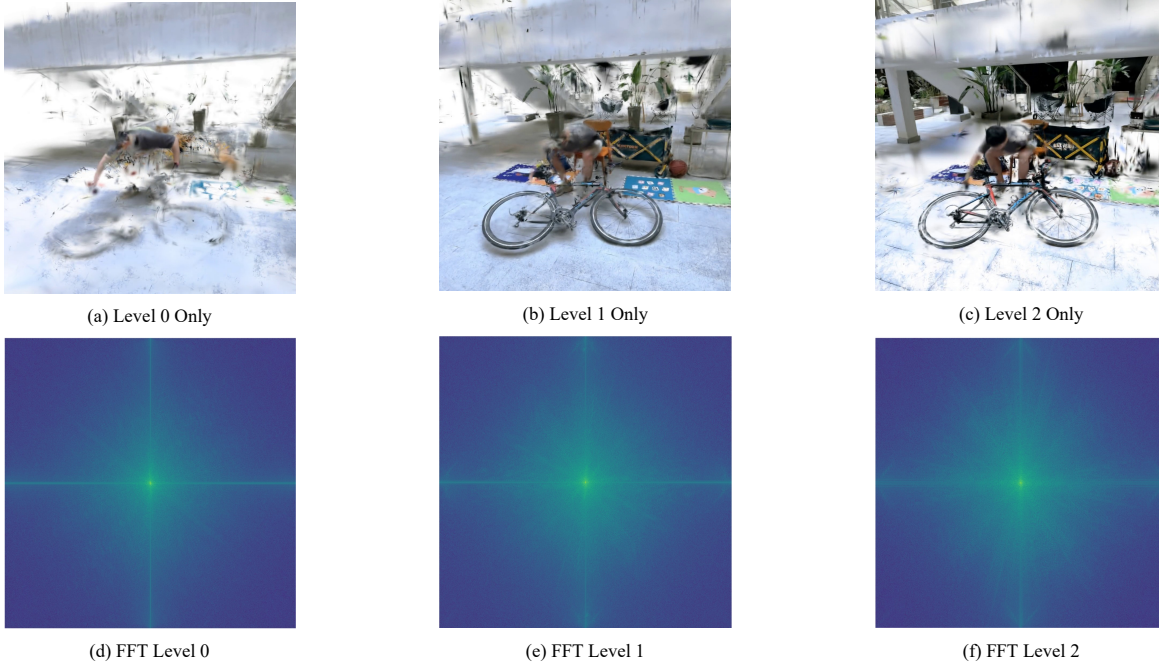 (a) Level 0 Only
(b) Level 1 Only
(c) Level 2 Only
(d) FFT Level 0
(e) FFT Level 1
(f) FFT Level 2